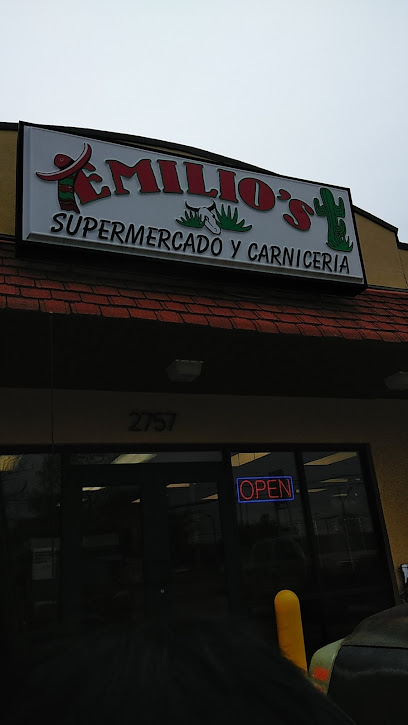 EMILIO'S
SUPERMERCADO Y CARNICERIA
2757
OPEN